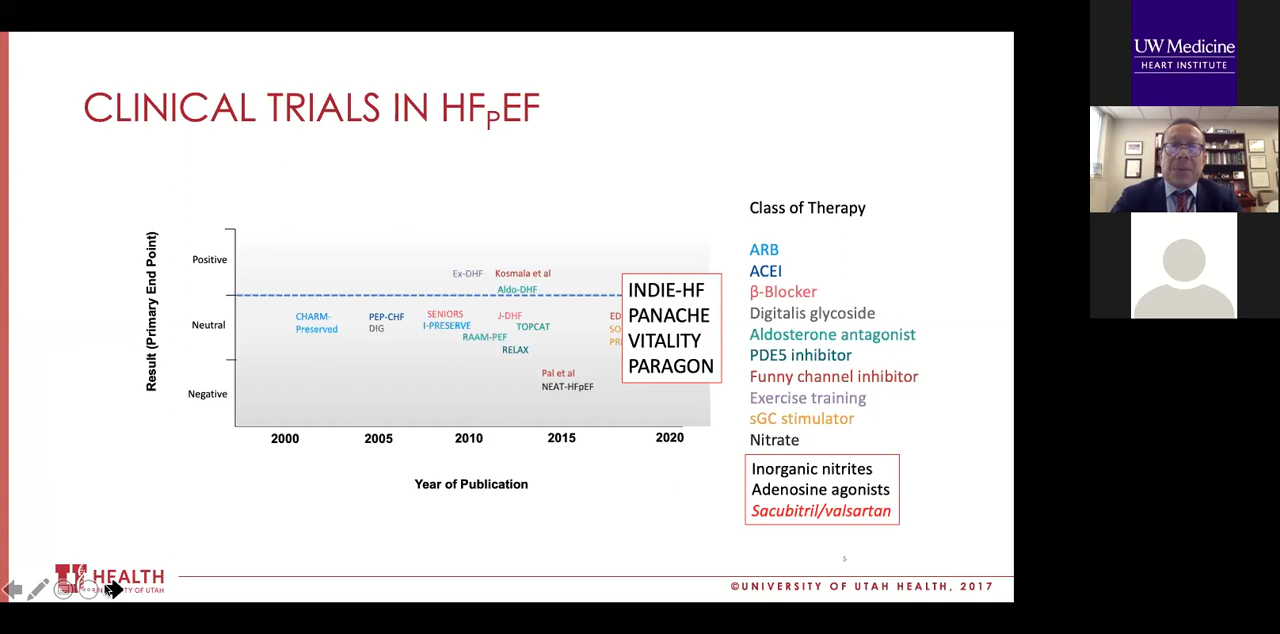 CLINICAL TRIALS IN HFPEF
Result (Primary End Point)
Positive
Neutral
Negative
Ex-DHF
Kosmala et al
Aldo-DHF
CHARM-
Preserved
PEP-CHF
DIG
SENIORS
I-PRESERVE
RAAM-PEF
J-DHF
TOPCAT
RELAX
Pal et al
NEAT-HFpEF
INDIE-HF
PANACHE
VITALITY
PARAGON
2000
2005
2010
2015
2020
Year of Publication
Class of Therapy
ARB
ACEI
β-Blocker
Digitalis glycoside
Aldosterone antagonist
PDE5 inhibitor
Funny channel inhibitor
Exercise training
sGC stimulator
Nitrate
Inorganic nitrites
Adenosine agonists
Sacubitril/valsartan
5
HEALTH
OF UTAH
©UNIVERSITY OF UTAH HEALTH, 2017
UW Medicine
HEART INSTITUTE